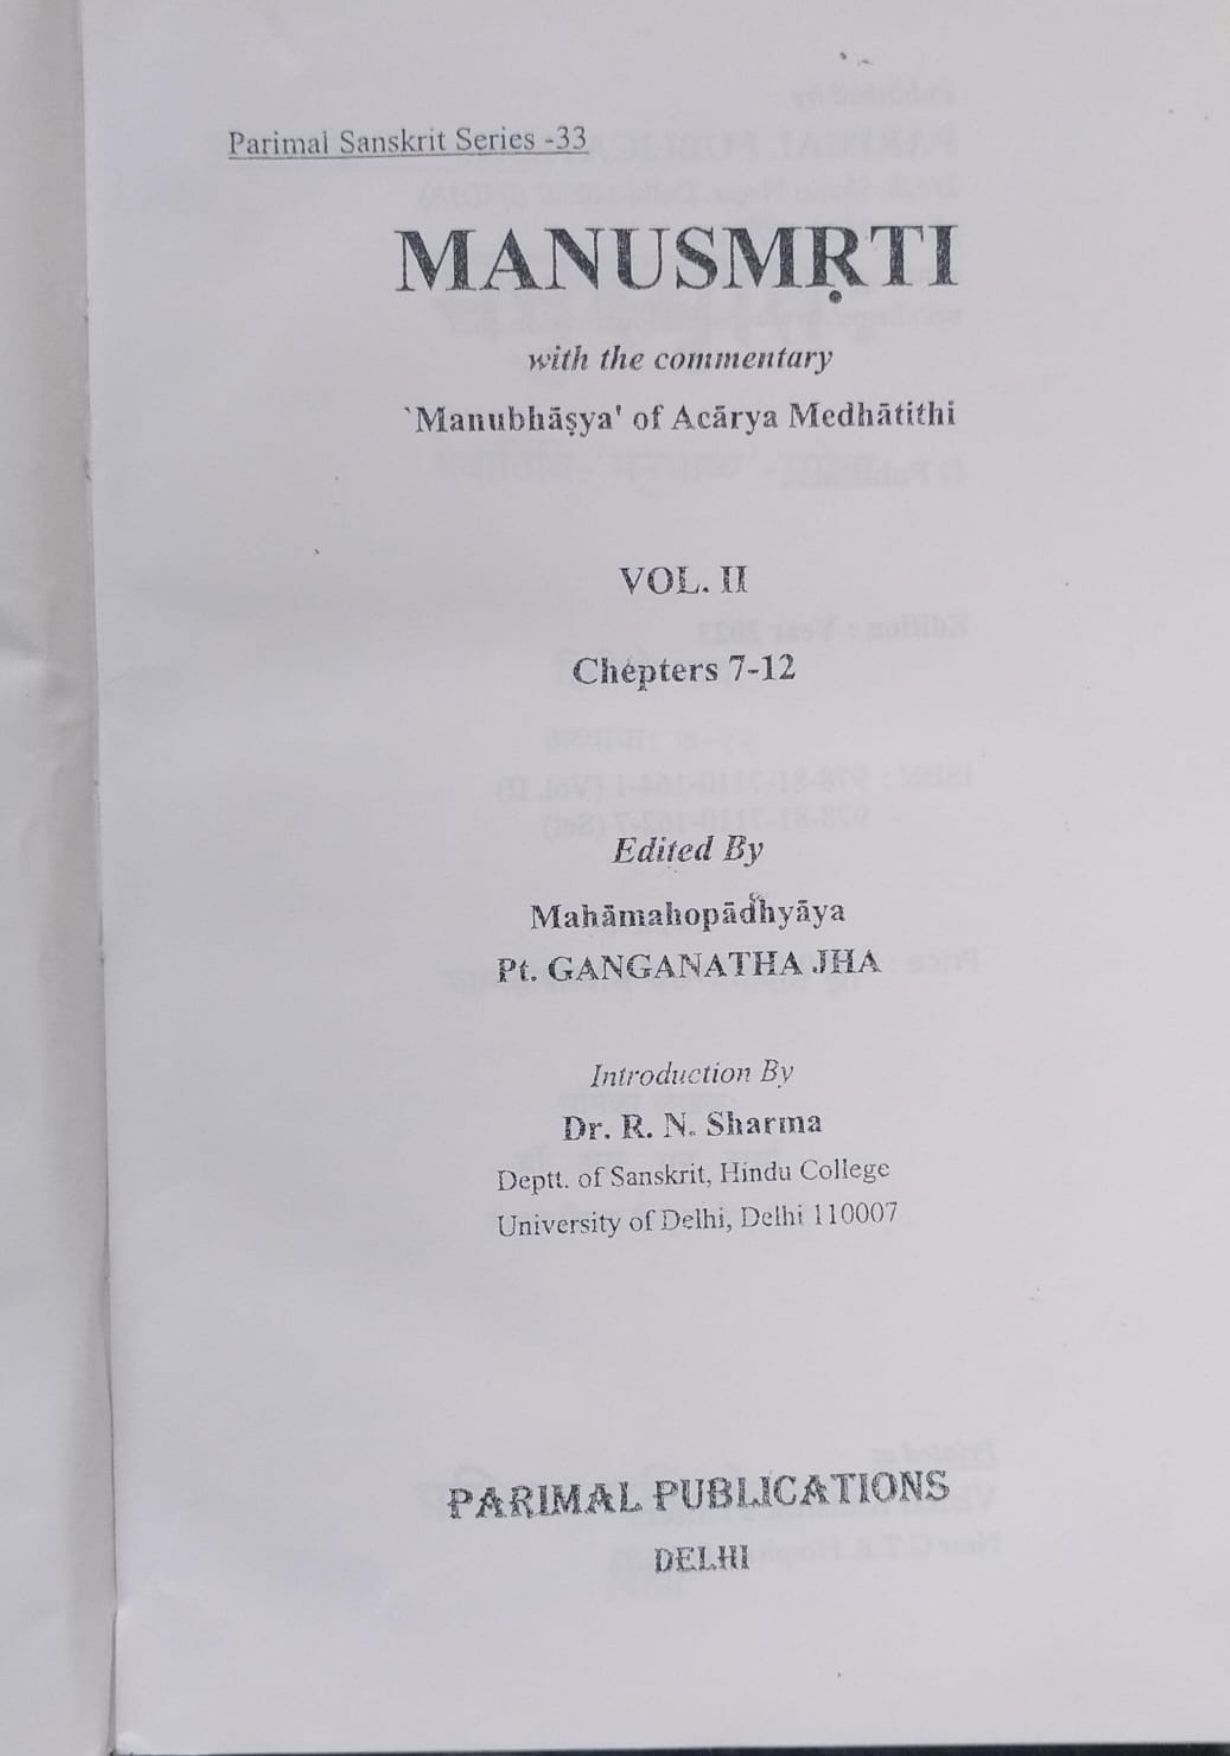 Parimal Sanskrit Series -33
MANUSMṚTI
with the commentary
`Manubhāṣya' of Acārya Medhātithi
VOL. II
Chepters 7-12
Edited By
Mahāmahopādhyāya
Pt. GANGANATHA JHA
Introduction By
Dr. R. N. Sharma
Deptt. of Sanskrit, Hindu College
University of Delhi, Delhi 110007
PARIMAL PUBLICATIONS
DELHI